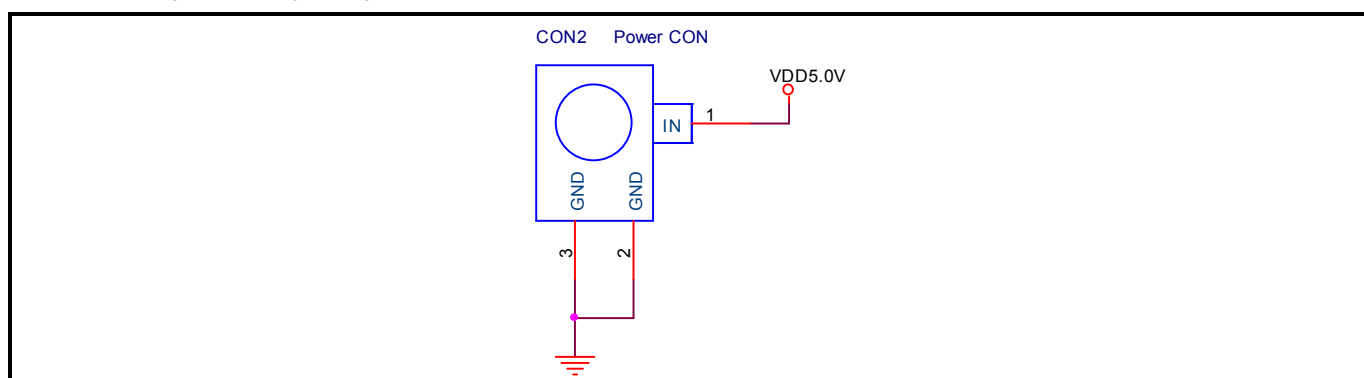 CON2 Power CON
VDD5.0V
1
IN
GND GND
3 2